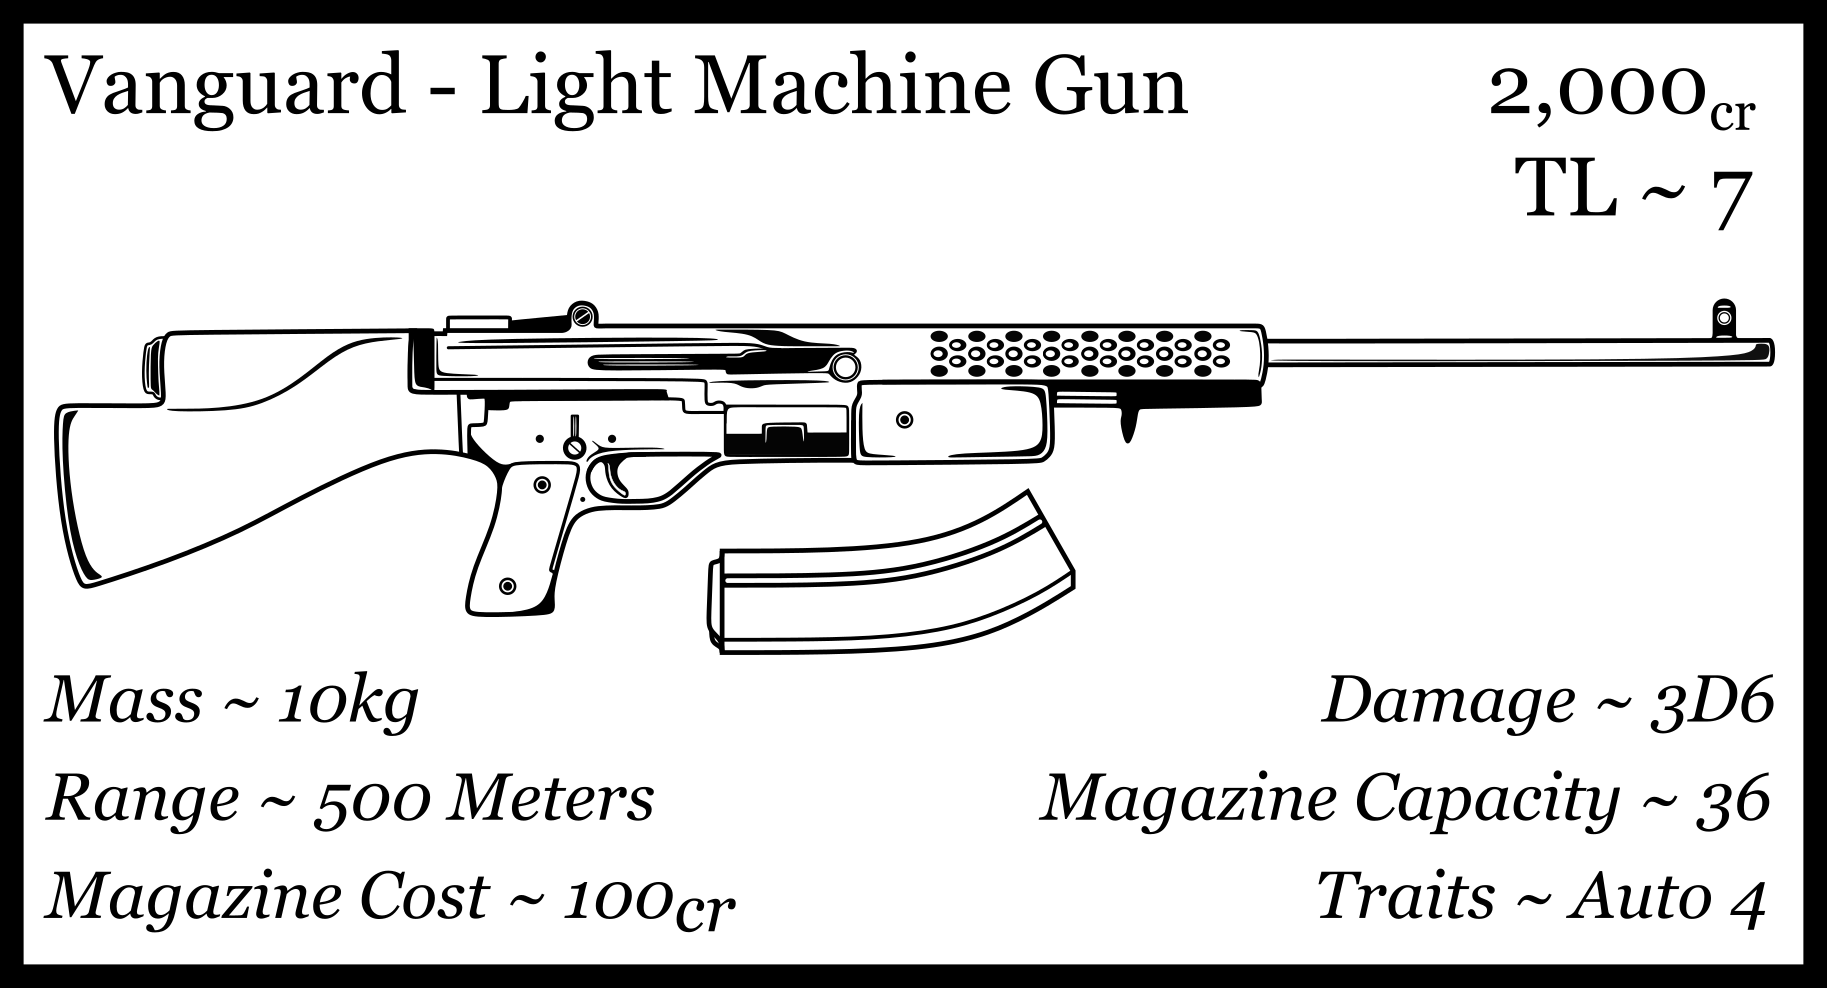 Vanguard - Light Machine Gun
2,000cr
TL ~ 7
Mass ~ 10kg
Damage ~ 3D6
Range ~ 500 Meters
Magazine Capacity ~ 36
Magazine Cost ~ 100cr
Traits ~ Auto 4